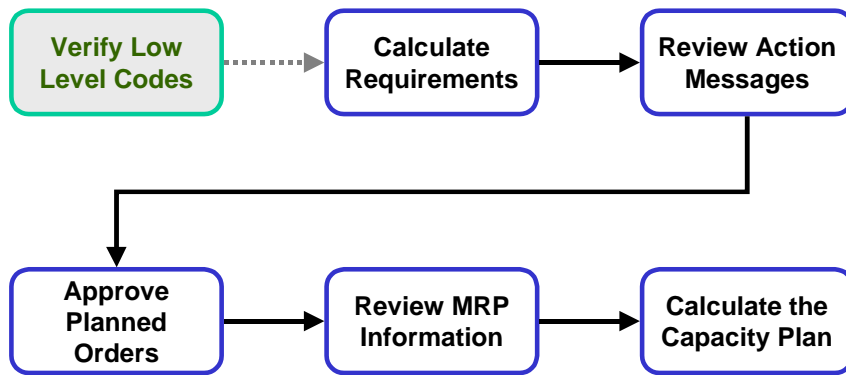 Verify Low
Level Codes
Calculate
Requirements
Review Action
Messages
Approve
Planned
Orders
Review MRP
Information
Calculate the
Capacity Plan